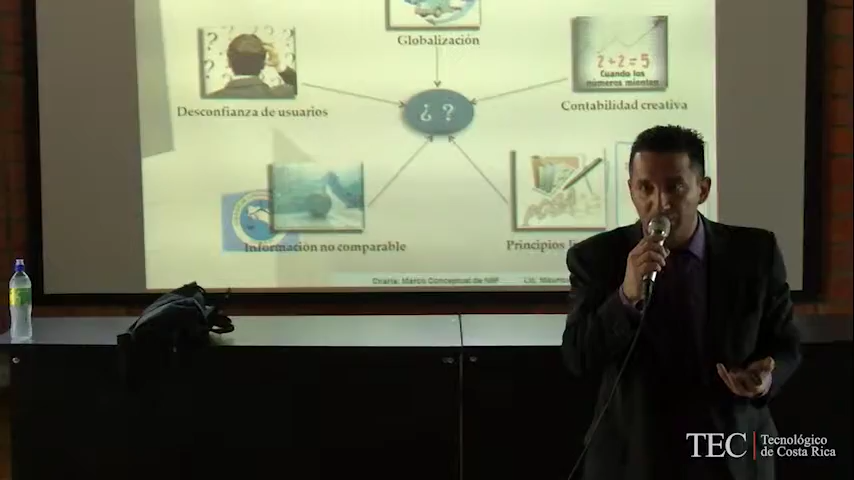 Globalización
2+2=5
Cuando los
números mienten
Desconfianza de usuarios
Contabilidad creativa
¿ ?
Información no comparable
Principios
Charla: Marco Conceptual de NIIF
Lic.
TEC
Tecnológico
de Costa Rica